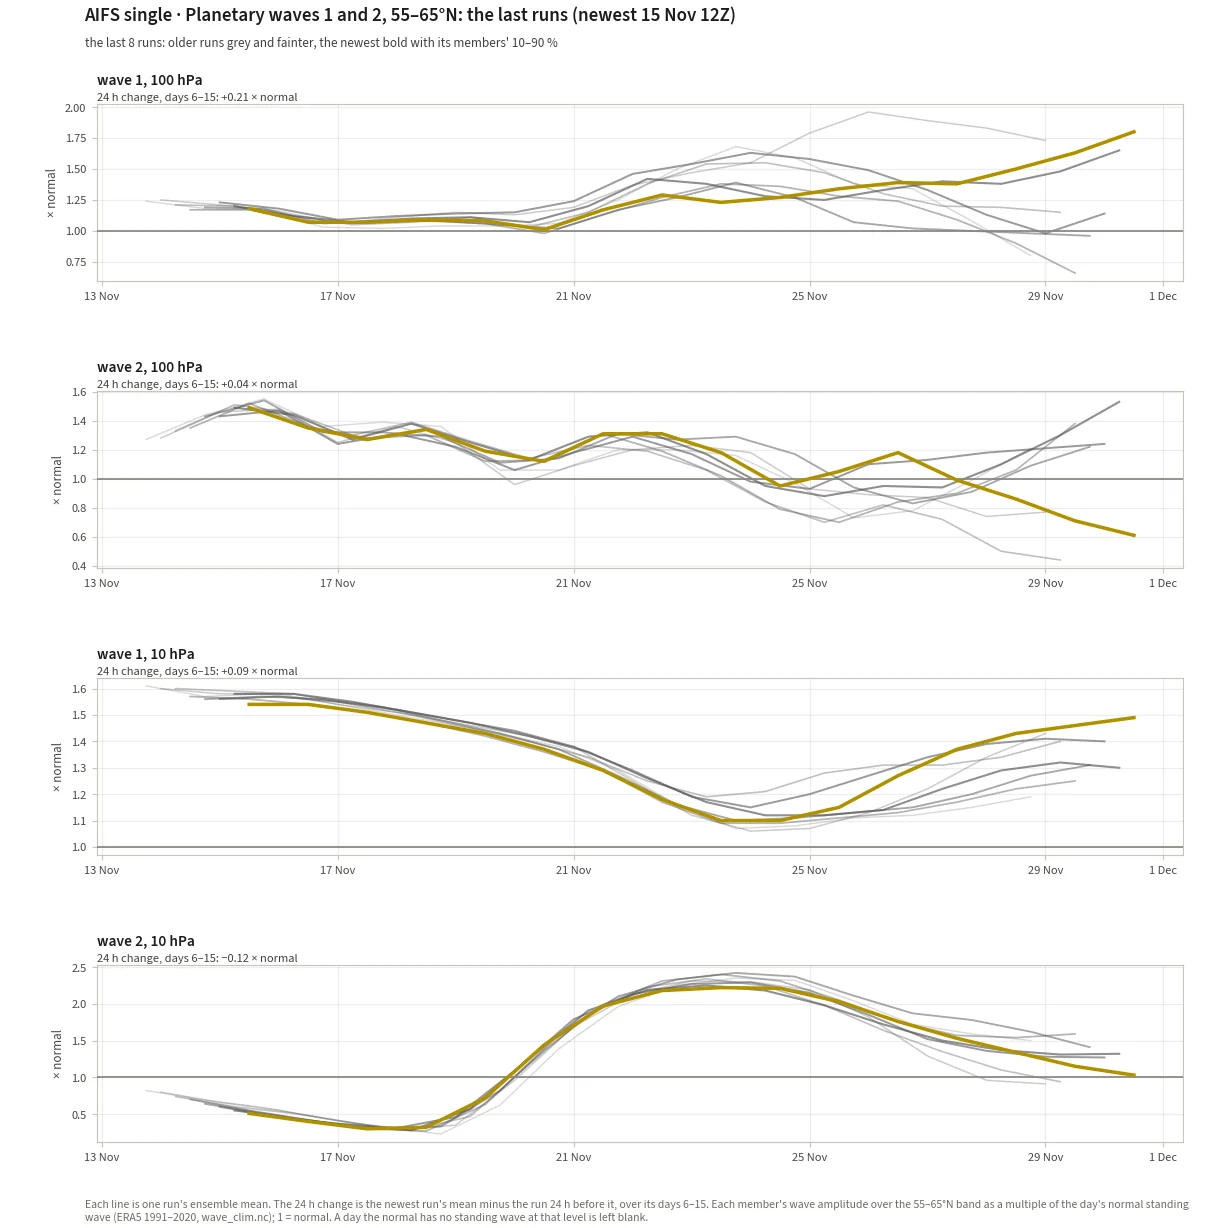 AIFS single · Planetary waves 1 and 2, 55–65°N: the last runs (newest 15 Nov 12Z)
the last 8 runs: older runs grey and fainter, the newest bold with its members' 10–90 %
wave 1, 100 hPa
24 h change, days 6–15: +0.21 × normal
2.00
1.75
1.50
1.25
1.00
0.75
× normal
13 Nov 17 Nov 21 Nov 25 Nov 29 Nov 1 Dec
wave 2, 100 hPa
24 h change, days 6–15: +0.04 × normal
1.6
1.4
1.2
1.0
0.8
0.6
0.4
× normal
13 Nov 17 Nov 21 Nov 25 Nov 29 Nov 1 Dec
wave 1, 10 hPa
24 h change, days 6–15: +0.09 × normal
1.6
1.5
1.4
1.3
1.2
1.1
1.0
× normal
13 Nov 17 Nov 21 Nov 25 Nov 29 Nov 1 Dec
wave 2, 10 hPa
24 h change, days 6–15: −0.12 × normal
2.5
2.0
1.5
1.0
0.5
× normal
13 Nov 17 Nov 21 Nov 25 Nov 29 Nov 1 Dec
Each line is one run's ensemble mean. The 24 h change is the newest run's mean minus the run 24 h before it, over its days 6–15. Each member's wave amplitude over the 55–65°N band as a multiple of the day's normal standing
wave (ERA5 1991–2020, wave_clim.nc); 1 = normal. A day the normal has no standing wave at that level is left blank.